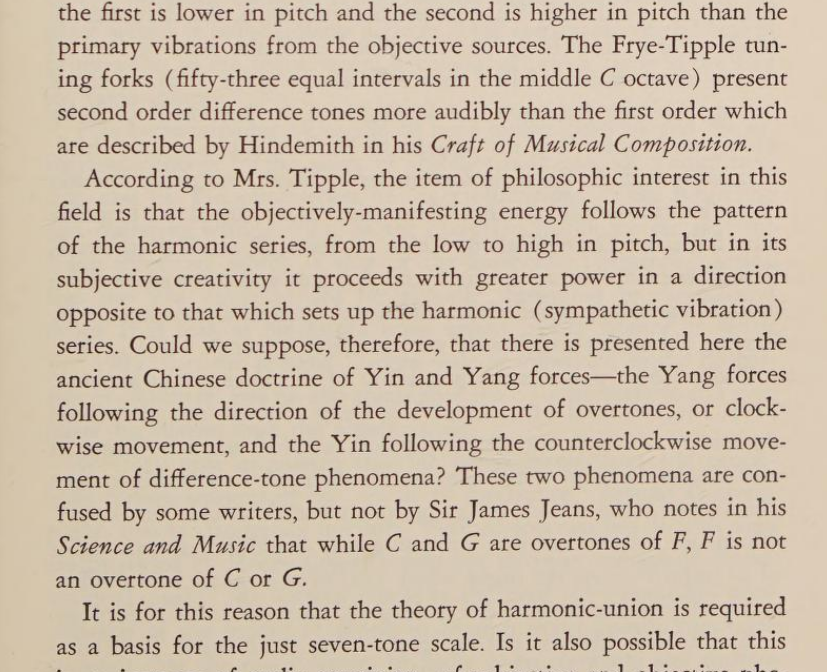 the first is lower in pitch and the second is higher in pitch than the
primary vibrations from the objective sources. The Frye-Tipple tun-
ing forks (fifty-three equal intervals in the middle C octave) present
second order difference tones more audibly than the first order which
are described by Hindemith in his Craft of Musical Composition.
According to Mrs. Tipple, the item of philosophic interest in this
field is that the objectively-manifesting energy follows the pattern
of the harmonic series, from the low to high in pitch, but in its
subjective creativity it proceeds with greater power in a direction
opposite to that which sets up the harmonic (sympathetic vibration)
series. Could we suppose, therefore, that there is presented here the
ancient Chinese doctrine of Yin and Yang forces—the Yang forces
following the direction of the development of overtones, or clock-
wise movement, and the Yin following the counterclockwise move-
ment of difference-tone phenomena? These two phenomena are con-
fused by some writers, but not by Sir James Jeans, who notes in his
Science and Music that while C and G are overtones of F, F is not
an overtone of C or G.
It is for this reason that the theory of harmonic-union is required
as a basis for the just seven-tone scale. Is it also possible that this